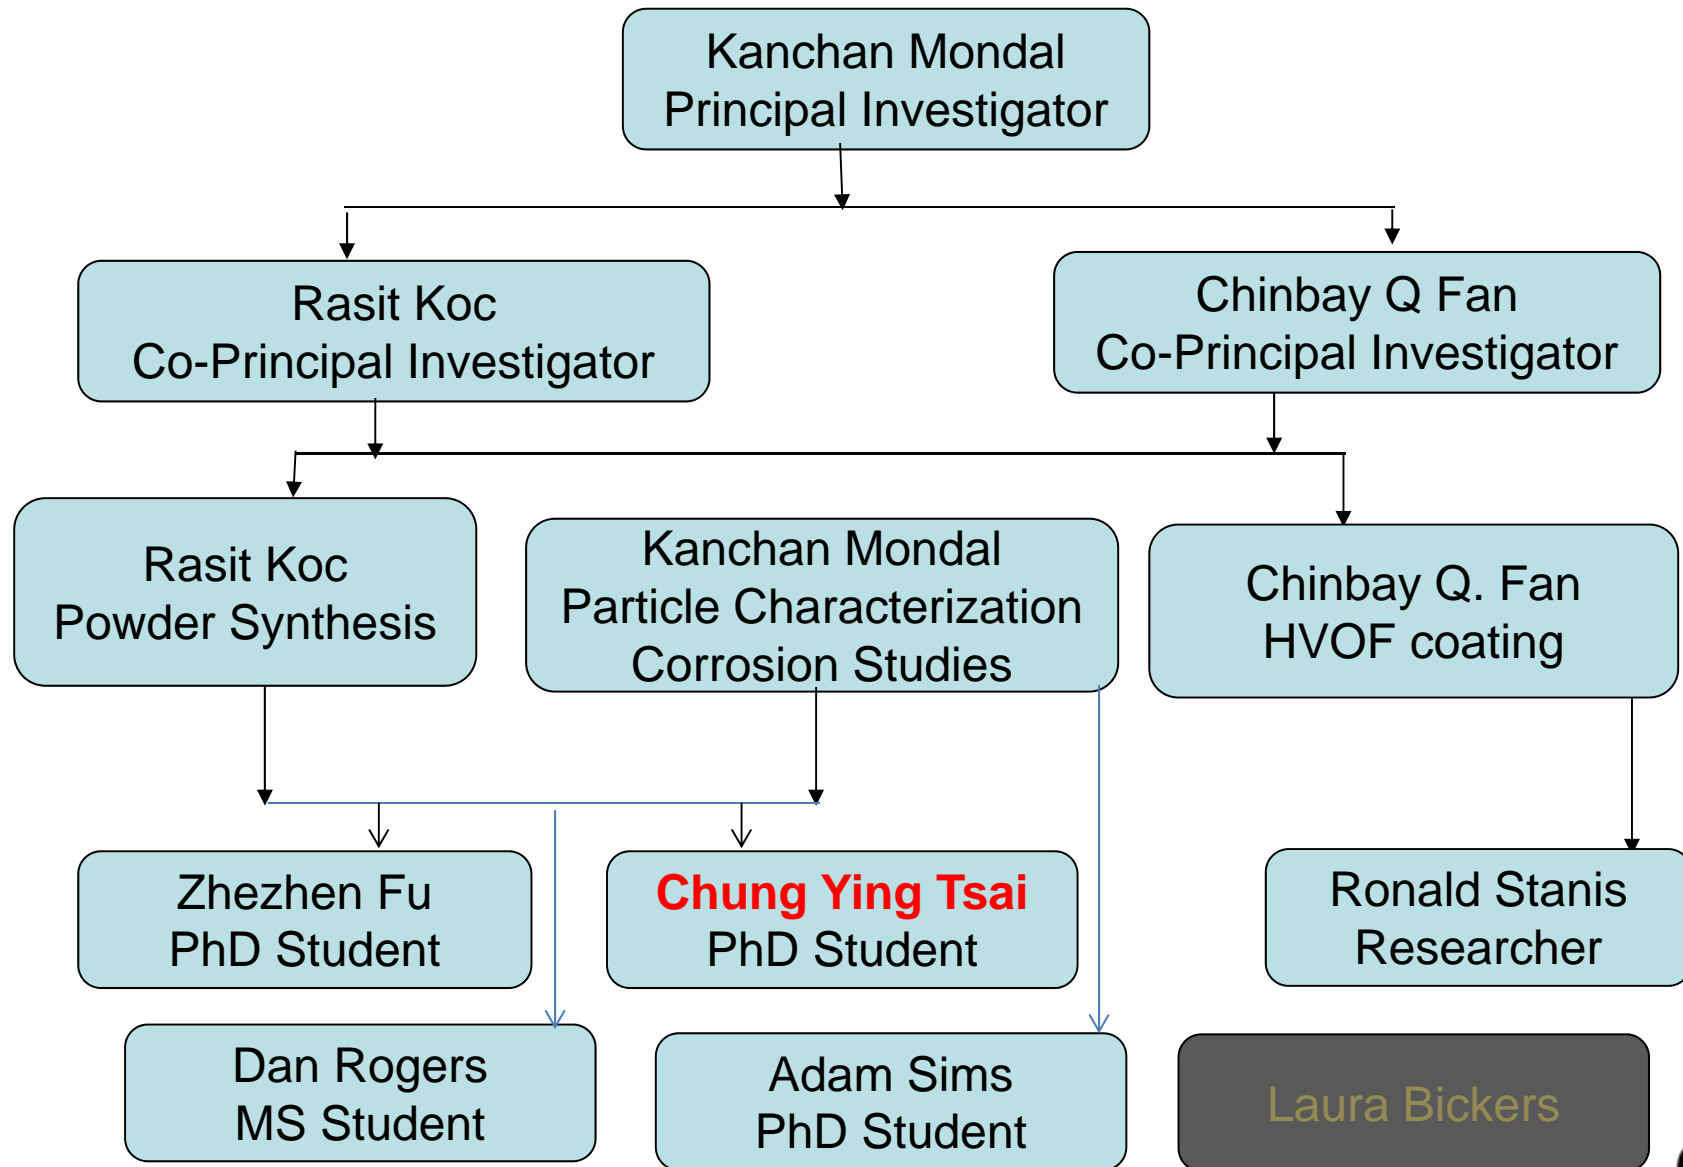 Kanchan Mondal
Principal Investigator
Rasit Koc
Co-Principal Investigator
Chinbay Q Fan
Co-Principal Investigator
Rasit Koc
Powder Synthesis
Kanchan Mondal
Particle Characterization
Corrosion Studies
Chinbay Q. Fan
HVOF coating
Zhezhen Fu
PhD Student
Chung Ying Tsai
PhD Student
Ronald Stanis
Researcher
Dan Rogers
MS Student
Adam Sims
PhD Student
Laura Bickers